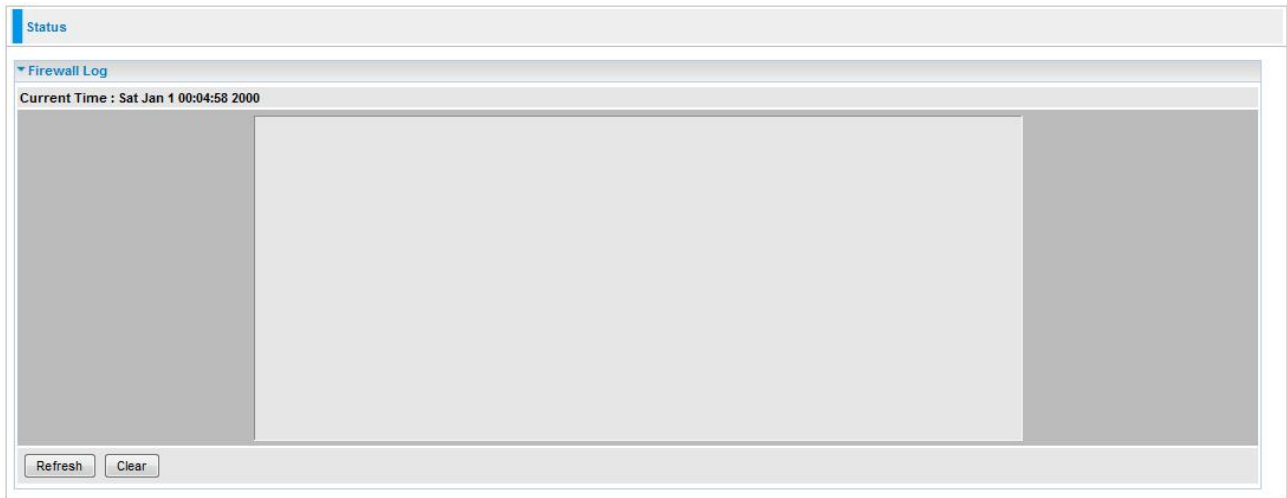 Status
Firewall Log
Current Time : Sat Jan 1 00:04:58 2000
Refresh Clear